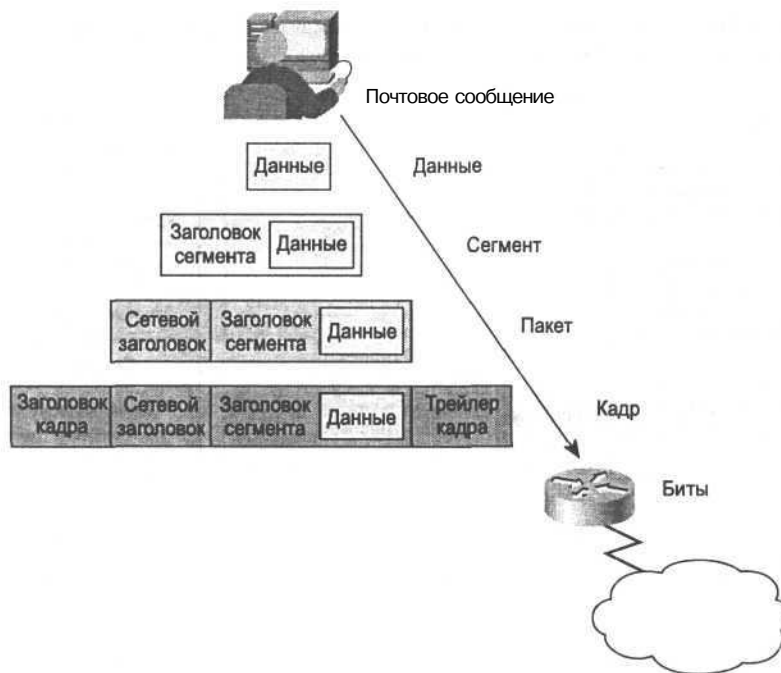 Почтовое сообщение
Данные
Данные
Заголовок
сегмента
Данные
Сегмент
Сетевой
заголовок
Заголовок
сегмента
Данные
Пакет
Заголовок
кадра
Сетевой
заголовок
Заголовок
сегмента
Данные
Трейлер
кадра
Кадр
Биты